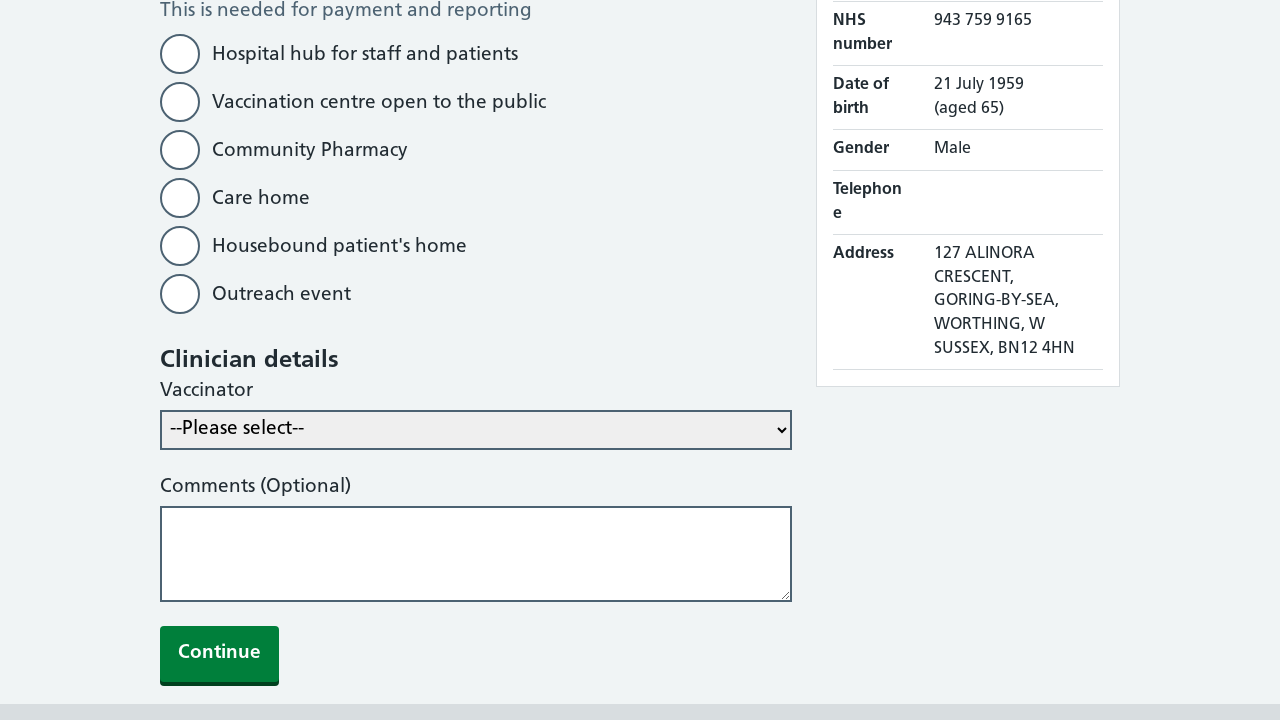 This is needed for payment and reporting
Hospital hub for staff and patients
Vaccination centre open to the public
Community Pharmacy
Care home
Housebound patient's home
Outreach event
Clinician details
Vaccinator
--Please select--
Comments (Optional)
Continue
NHS number 943 759 9165
Date of birth 21 July 1959 (aged 65)
Gender Male
Telephone
Address 127 ALINORA
CRESCENT,
GORING-BY-SEA,
WORTHING, W
SUSSEX, BN12 4HN